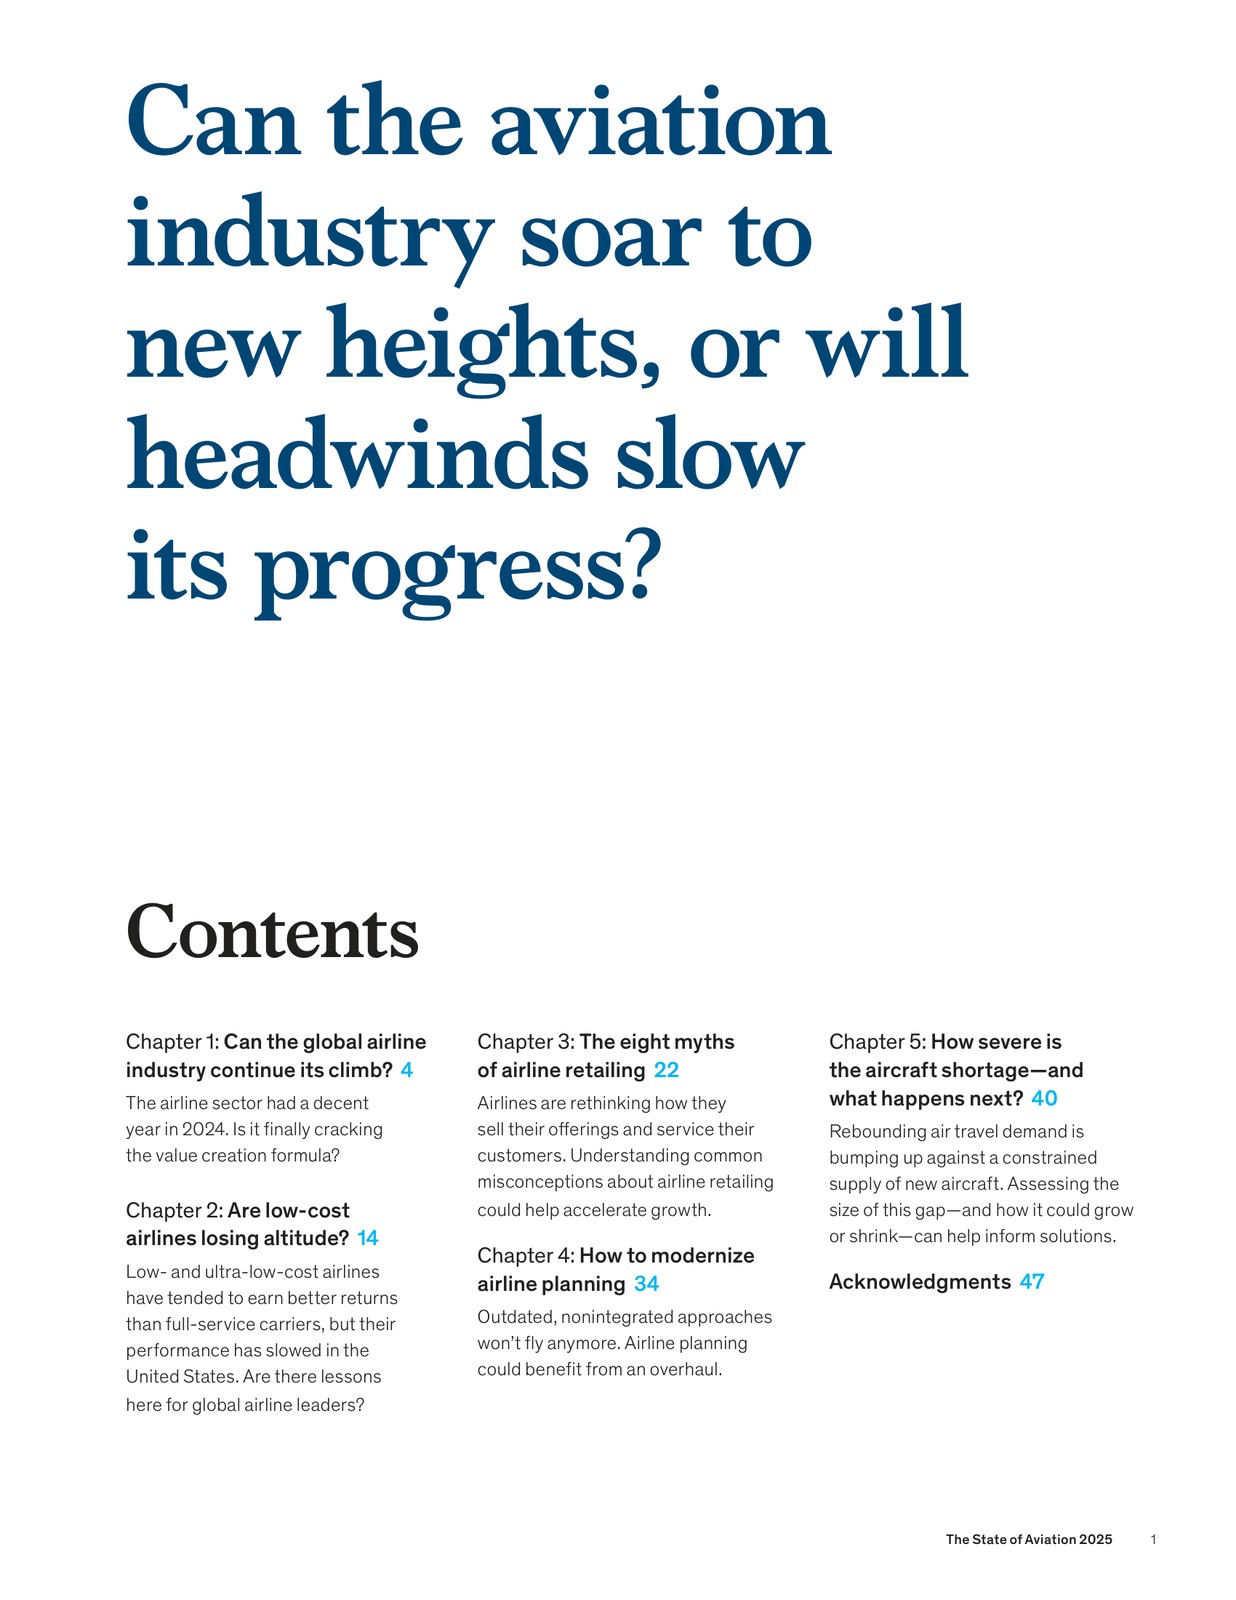 Can the aviation
industry soar to
new heights, or will
headwinds slow
its progress?
Contents
Chapter 1: Can the global airline
industry continue its climb? 4
The airline sector had a decent
year in 2024. Is it finally cracking
the value creation formula?
Chapter 2: Are low-cost
airlines losing altitude? 14
Low- and ultra-low-cost airlines
have tended to earn better returns
than full-service carriers, but their
performance has slowed in the
United States. Are there lessons
here for global airline leaders?
Chapter 3: The eight myths
of airline retailing 22
Airlines are rethinking how they
sell their offerings and service their
customers. Understanding common
misconceptions about airline retailing
could help accelerate growth.
Chapter 4: How to modernize
airline planning 34
Outdated, nonintegrated approaches
won’t fly anymore. Airline planning
could benefit from an overhaul.
Chapter 5: How severe is
the aircraft shortage—and
what happens next? 40
Rebounding air travel demand is
bumping up against a constrained
supply of new aircraft. Assessing the
size of this gap—and how it could grow
or shrink—can help inform solutions.
Acknowledgments 47
The State of Aviation 2025 1